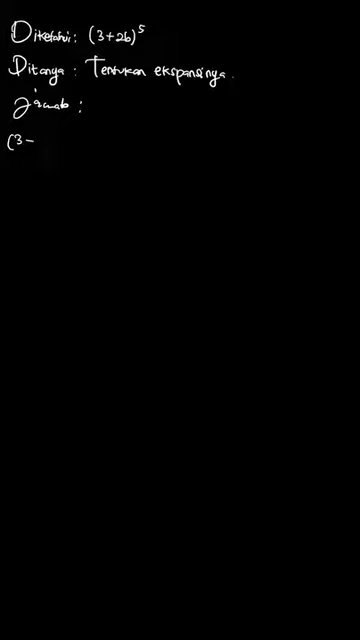 Diketahui: (3+2b)⁵
Ditanya: Tentukan ekspansinya.
Jawab :
(3-